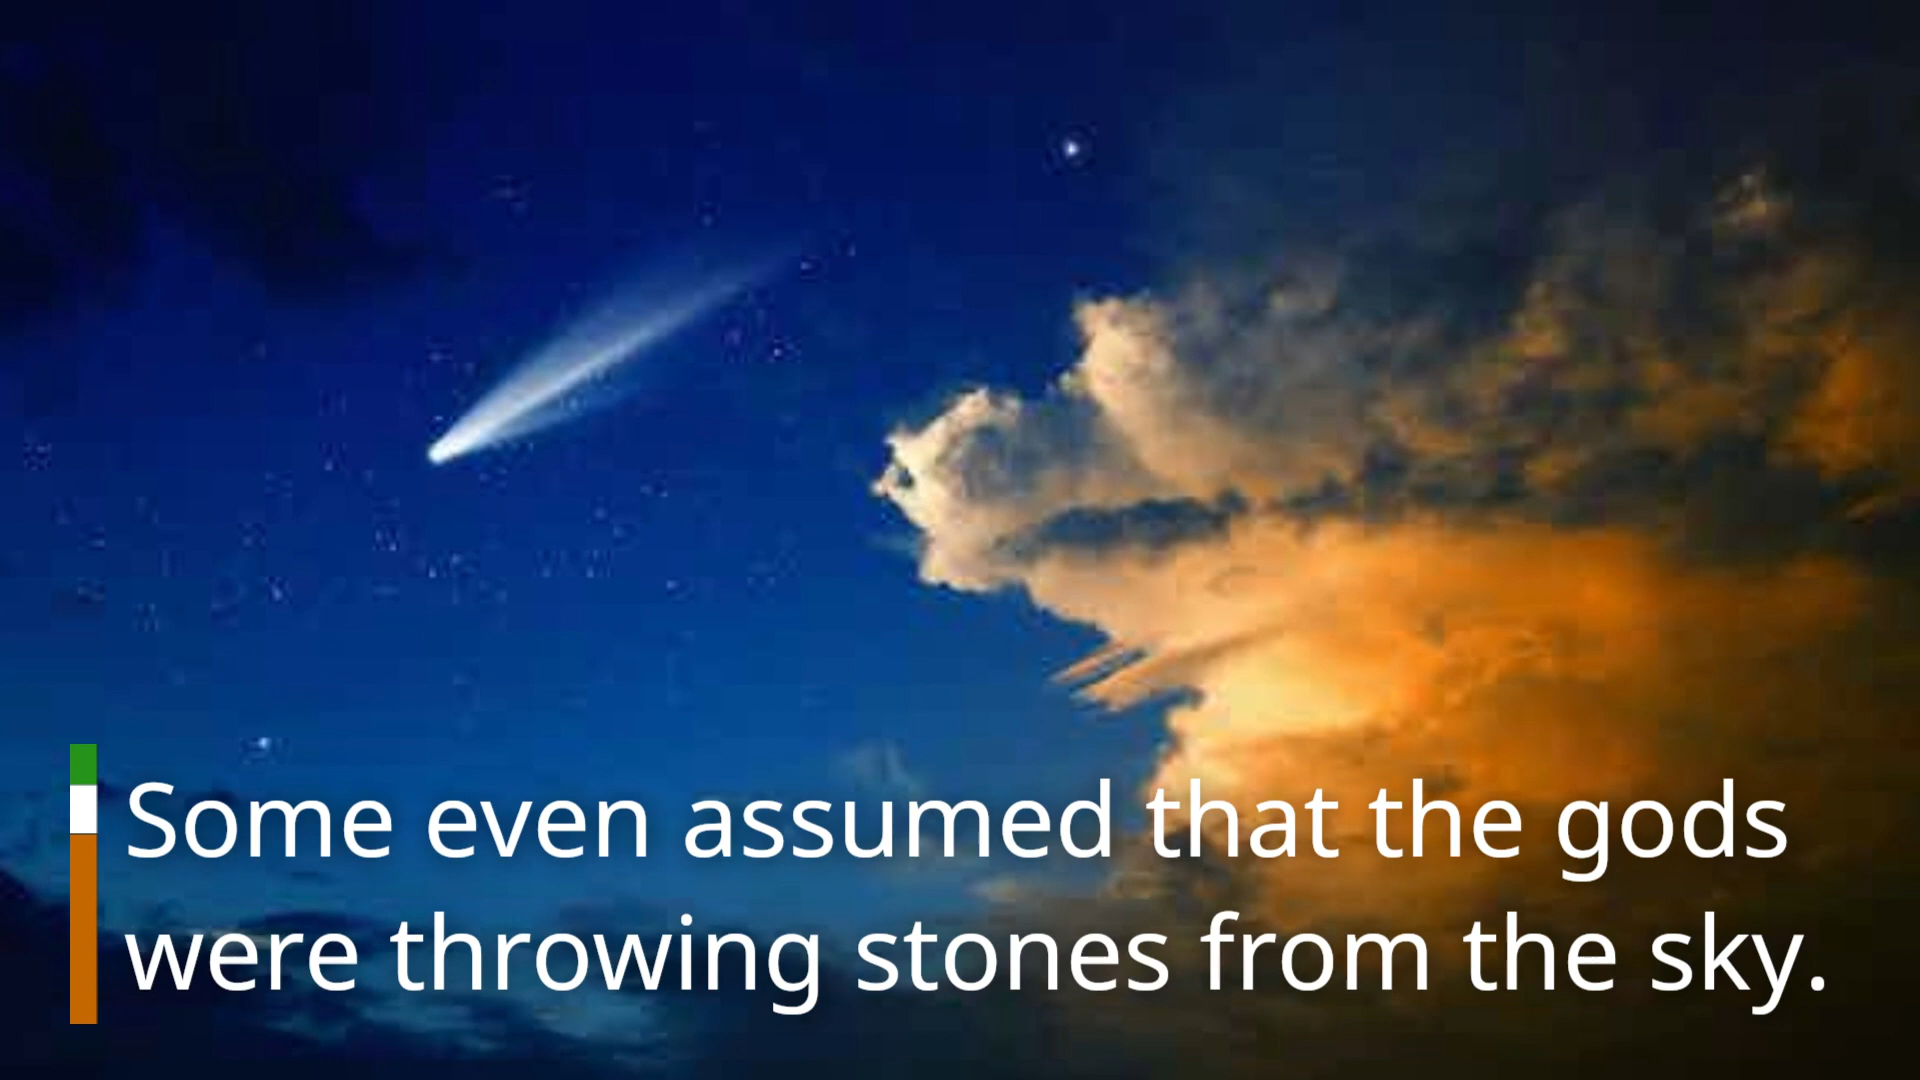 Some even assumed that the gods
were throwing stones from the sky.